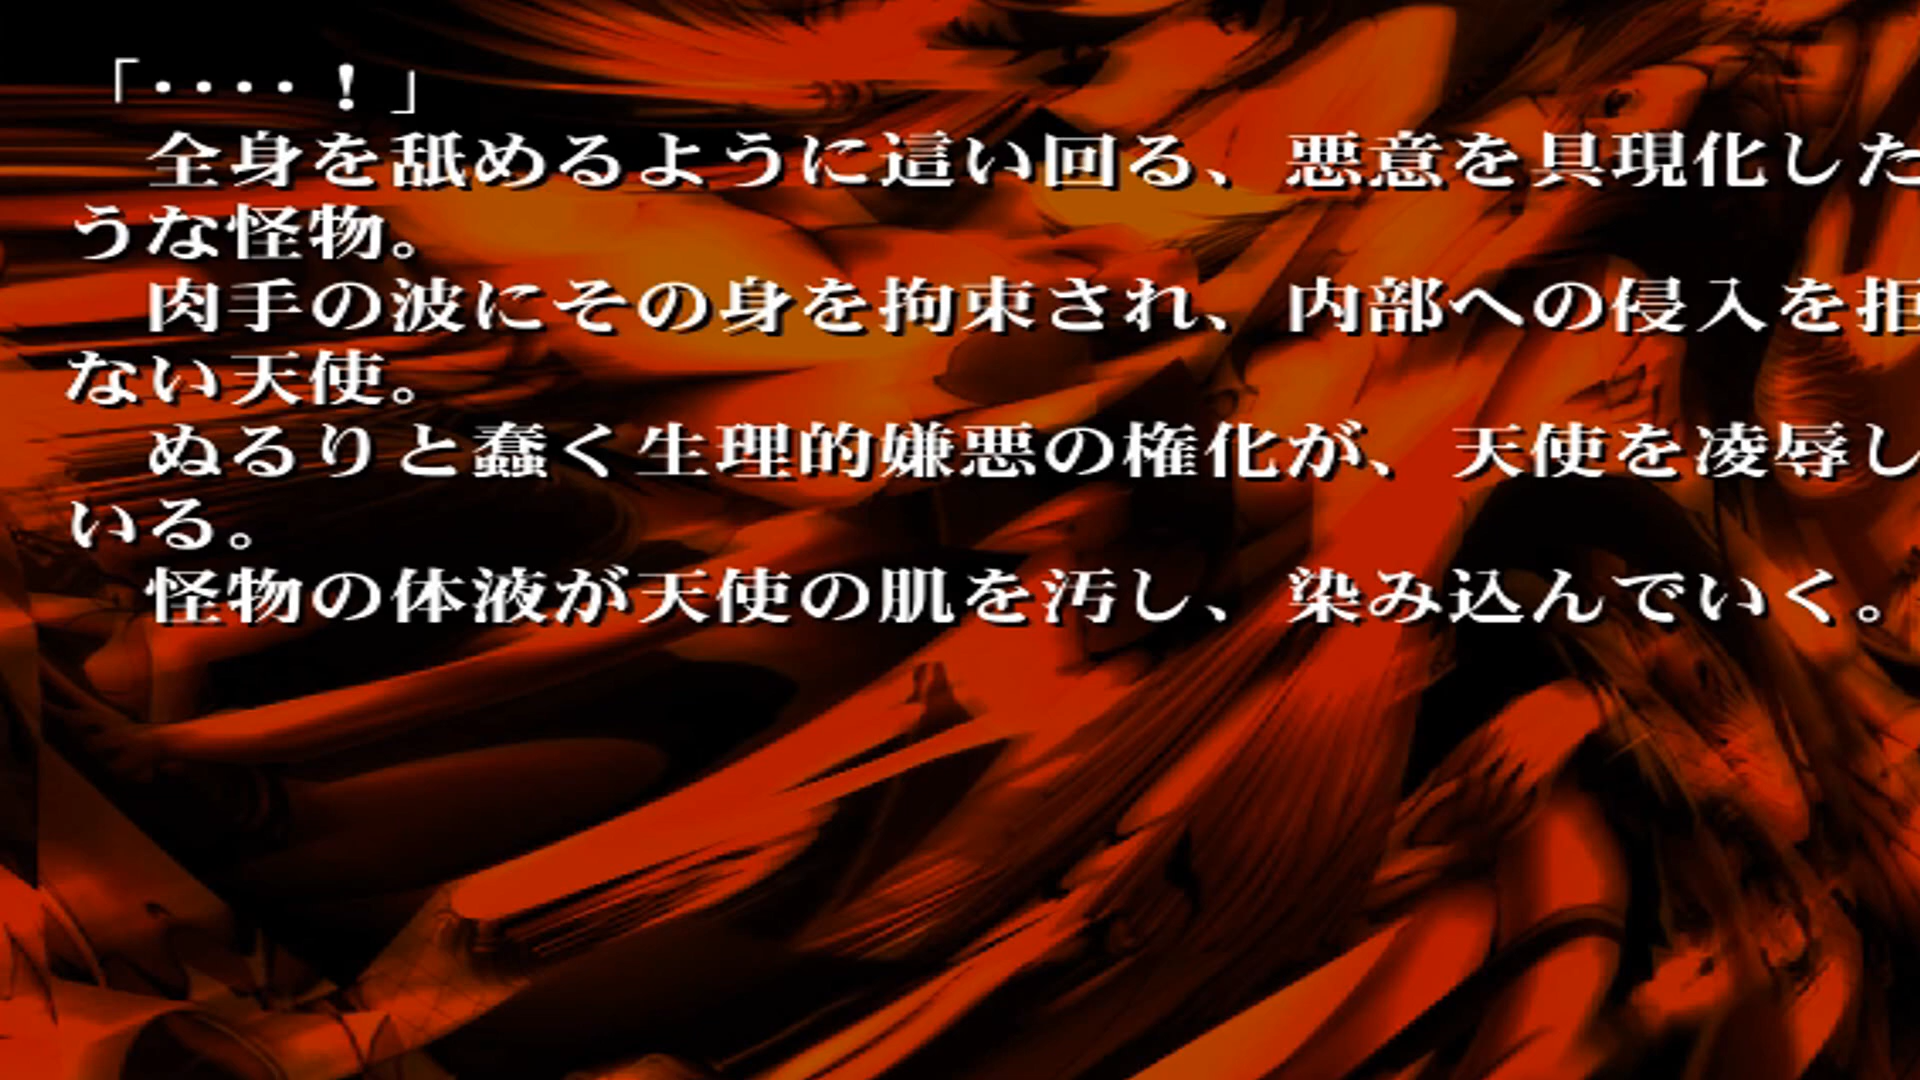 「・・・・！」
全身を舐めるように這い回る、悪意を具現化した
うな怪物。
肉手の波にその身を拘束され、内部への侵入を拒
ない天使。
ぬるりと蠢く生理的嫌悪の権化が、天使を凌辱し
いる。
怪物の体液が天使の肌を汚し、染み込んでいく。